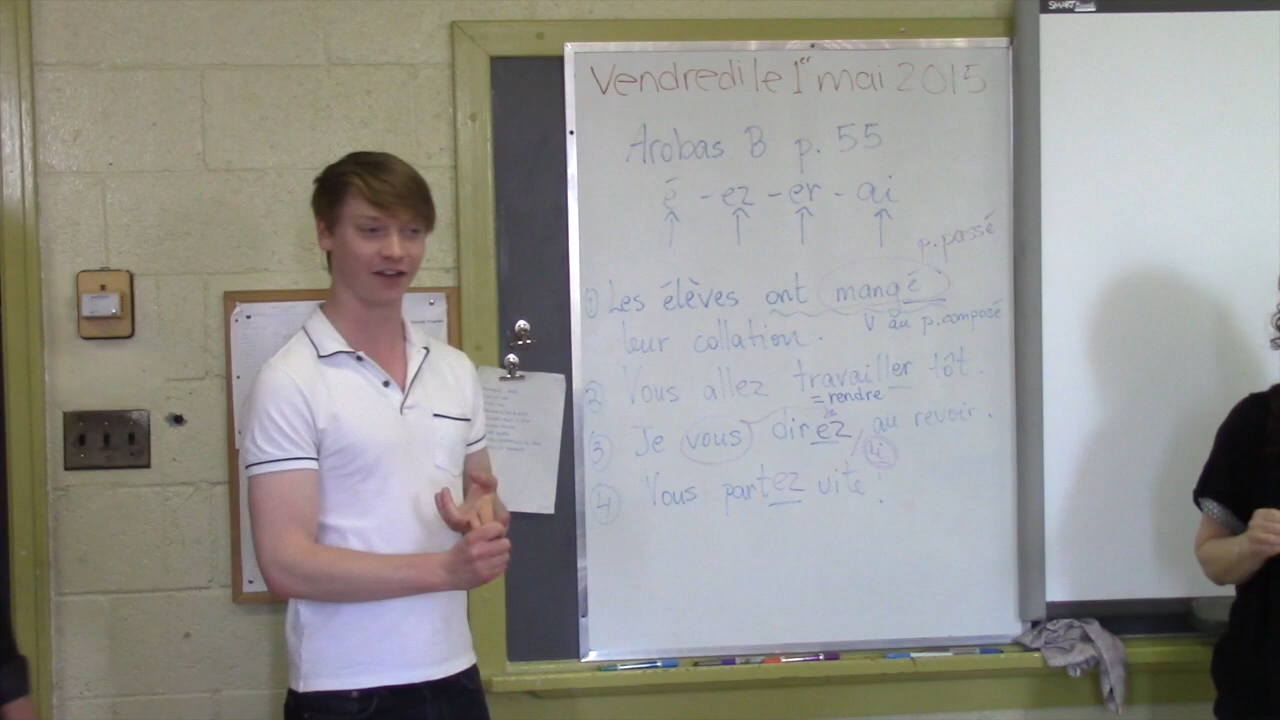 SMART
Vendredi le 1er mai 2015
Arobas B p. 55
é - ez - er - ai
p. passé
① Les élèves ont mangé
V au p. composé
leur collation.
② Vous allez travailler tôt.
= rendre
③ Je vous direz / ai au revoir.
④ Vous partez vite!